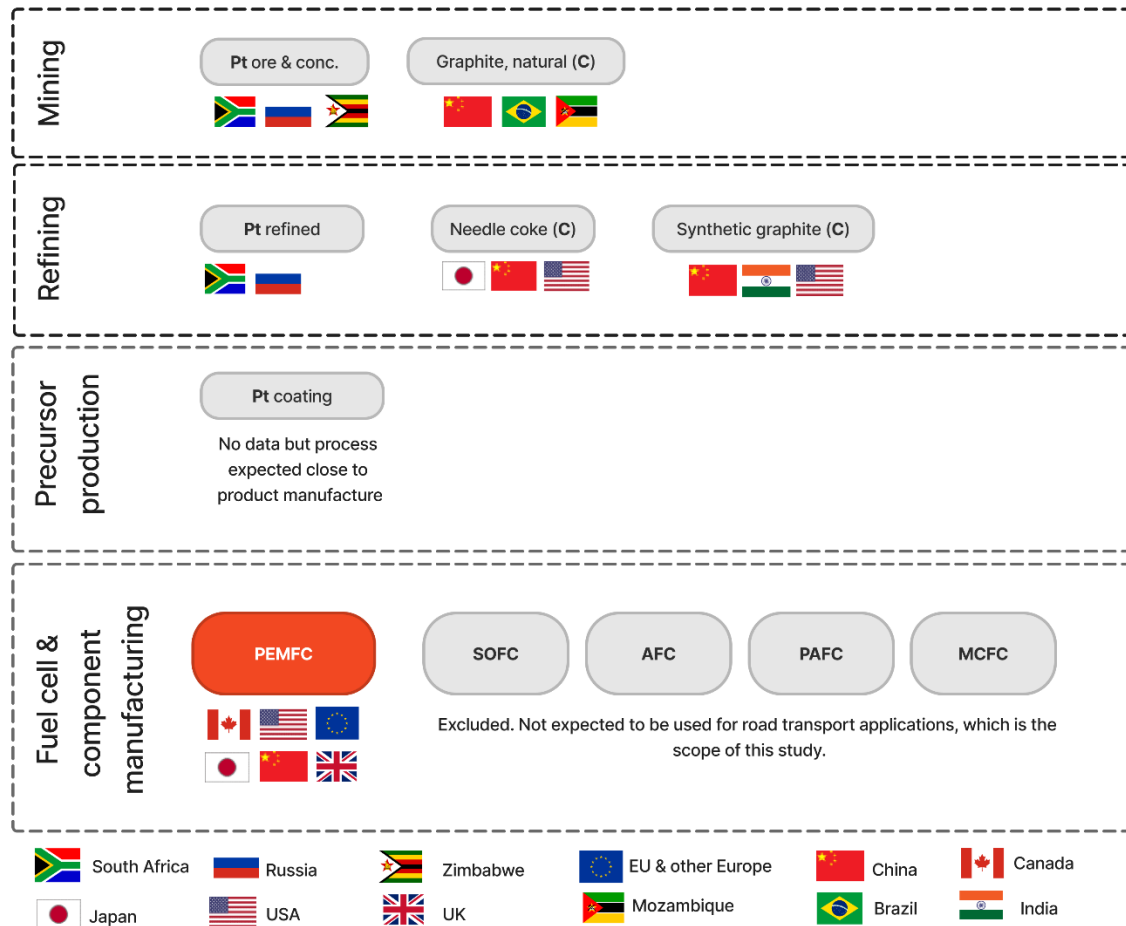 Mining
Pt ore & conc.
Graphite, natural (C)
Refining
Pt refined
Needle coke (C)
Synthetic graphite (C)
Precursor
production
Pt coating
No data but process
expected close to
product manufacture
Fuel cell &
component
manufacturing
PEMFC
SOFC
AFC
PAFC
MCFC
Excluded. Not expected to be used for road transport applications, which is the
scope of this study.
South Africa
Russia
Zimbabwe
EU & other Europe
China
Canada
Japan
USA
UK
Mozambique
Brazil
India